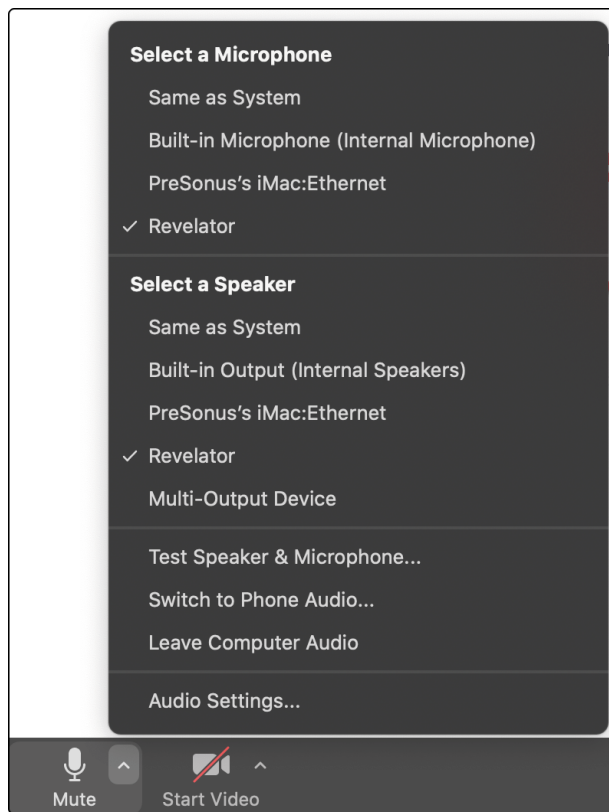 Select a Microphone
Same as System
Built-in Microphone (Internal Microphone)
PreSonus’s iMac:Ethernet
Revelator
Select a Speaker
Same as System
Built-in Output (Internal Speakers)
PreSonus’s iMac:Ethernet
Revelator
Multi-Output Device
Test Speaker & Microphone...
Switch to Phone Audio...
Leave Computer Audio
Audio Settings...
Mute
Start Video